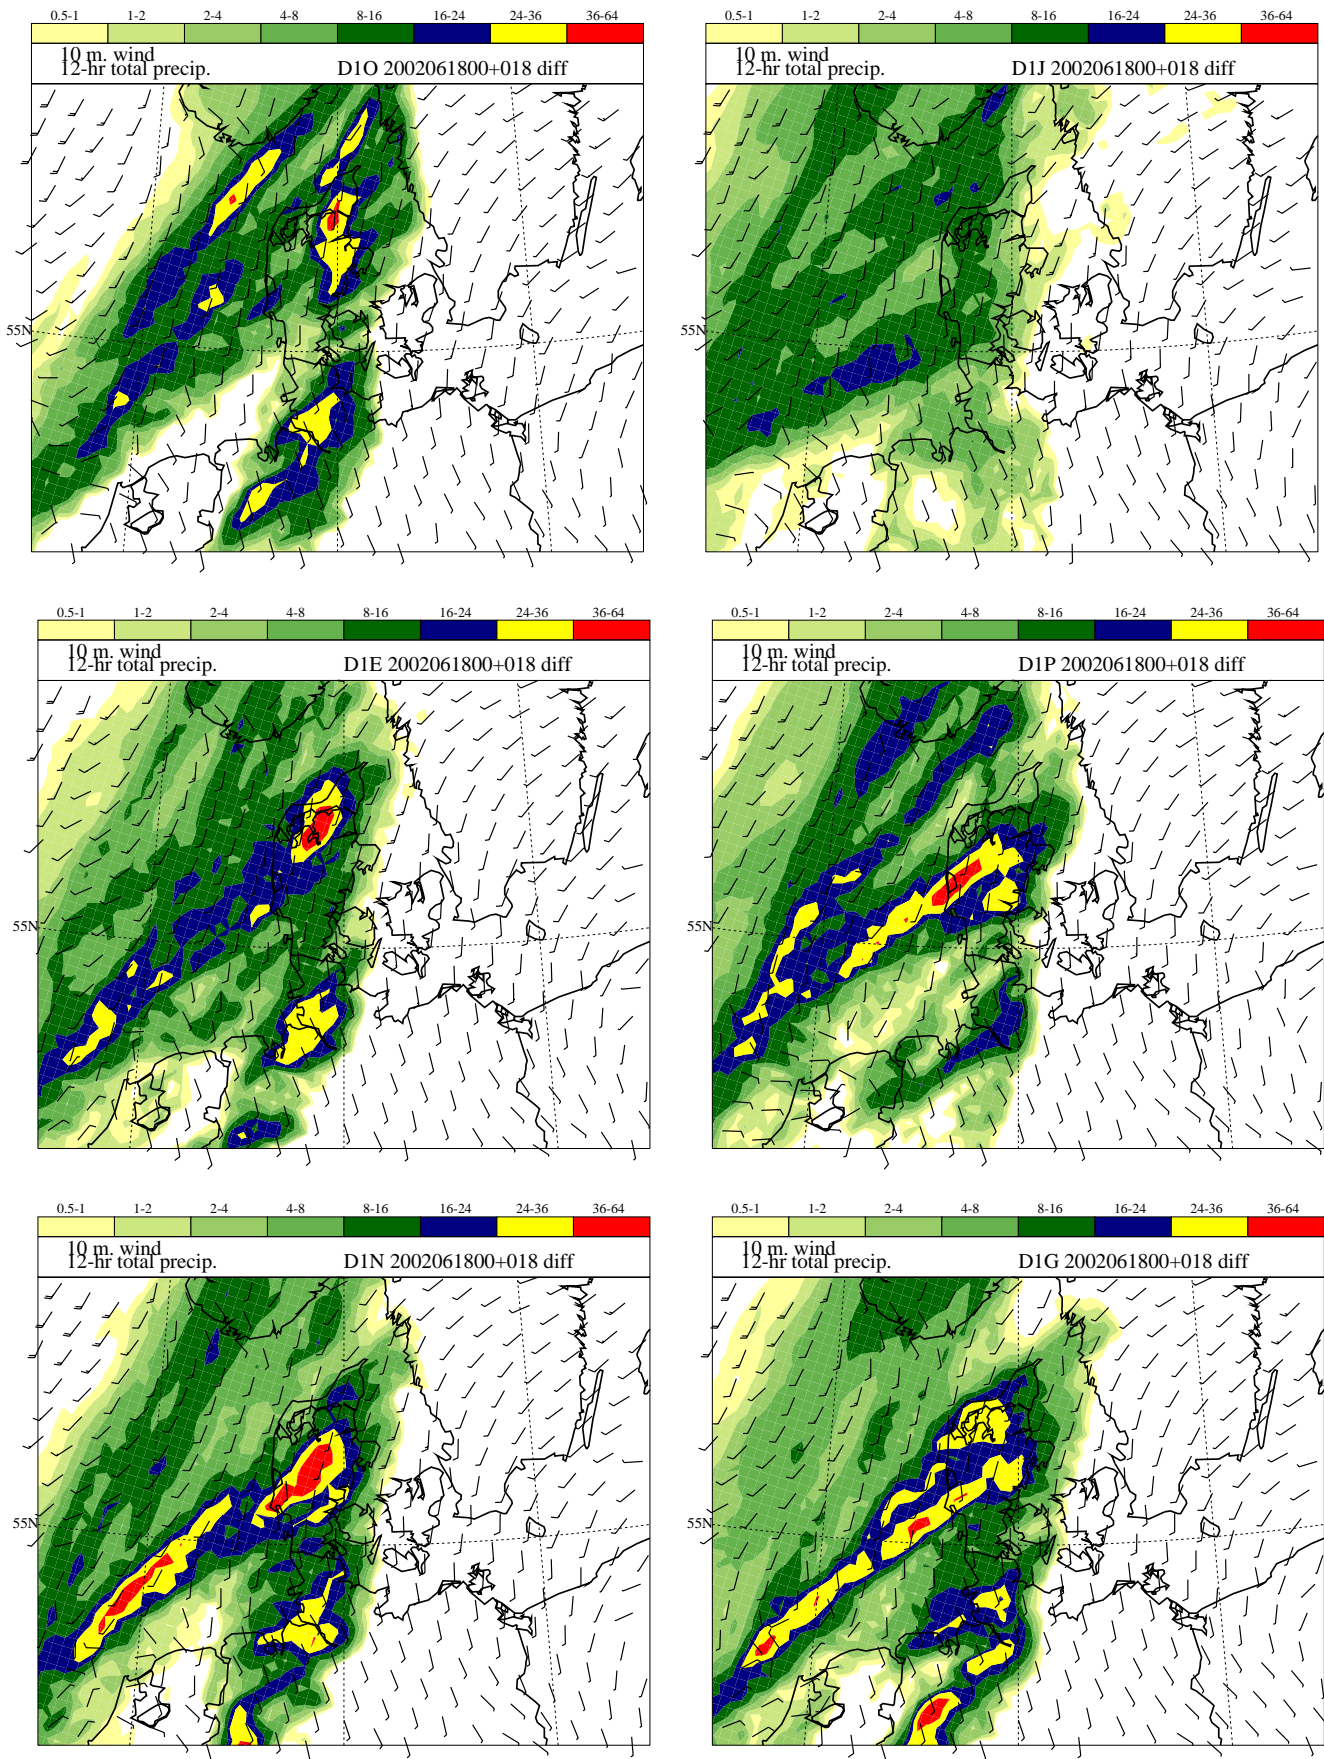 0.5-1 1-2 2-4 4-8 8-16 16-24 24-36 36-64
10 m. wind
12-hr total precip. D1O 2002061800+018 diff
55N
0.5-1 1-2 2-4 4-8 8-16 16-24 24-36 36-64
10 m. wind
12-hr total precip. D1J 2002061800+018 diff
55N
0.5-1 1-2 2-4 4-8 8-16 16-24 24-36 36-64
10 m. wind
12-hr total precip. D1E 2002061800+018 diff
55N
0.5-1 1-2 2-4 4-8 8-16 16-24 24-36 36-64
10 m. wind
12-hr total precip. D1P 2002061800+018 diff
55N
0.5-1 1-2 2-4 4-8 8-16 16-24 24-36 36-64
10 m. wind
12-hr total precip. D1N 2002061800+018 diff
55N
0.5-1 1-2 2-4 4-8 8-16 16-24 24-36 36-64
10 m. wind
12-hr total precip. D1G 2002061800+018 diff
55N